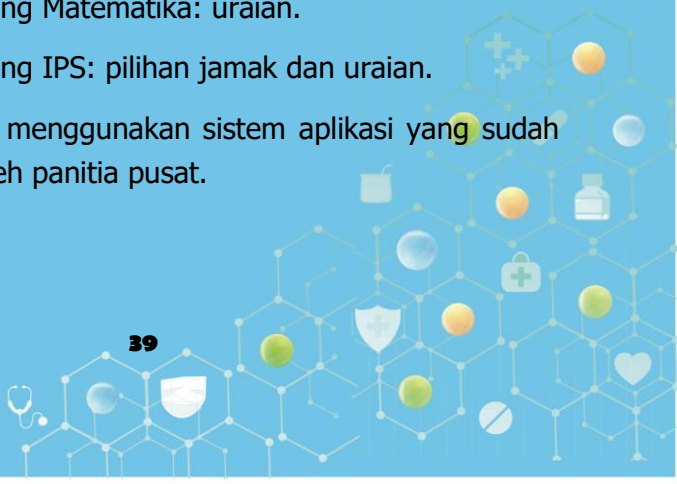 ng Matematika: uraian.
ng IPS: pilihan jamak dan uraian.
menggunakan sistem aplikasi yang sudah
eh panitia pusat.
39